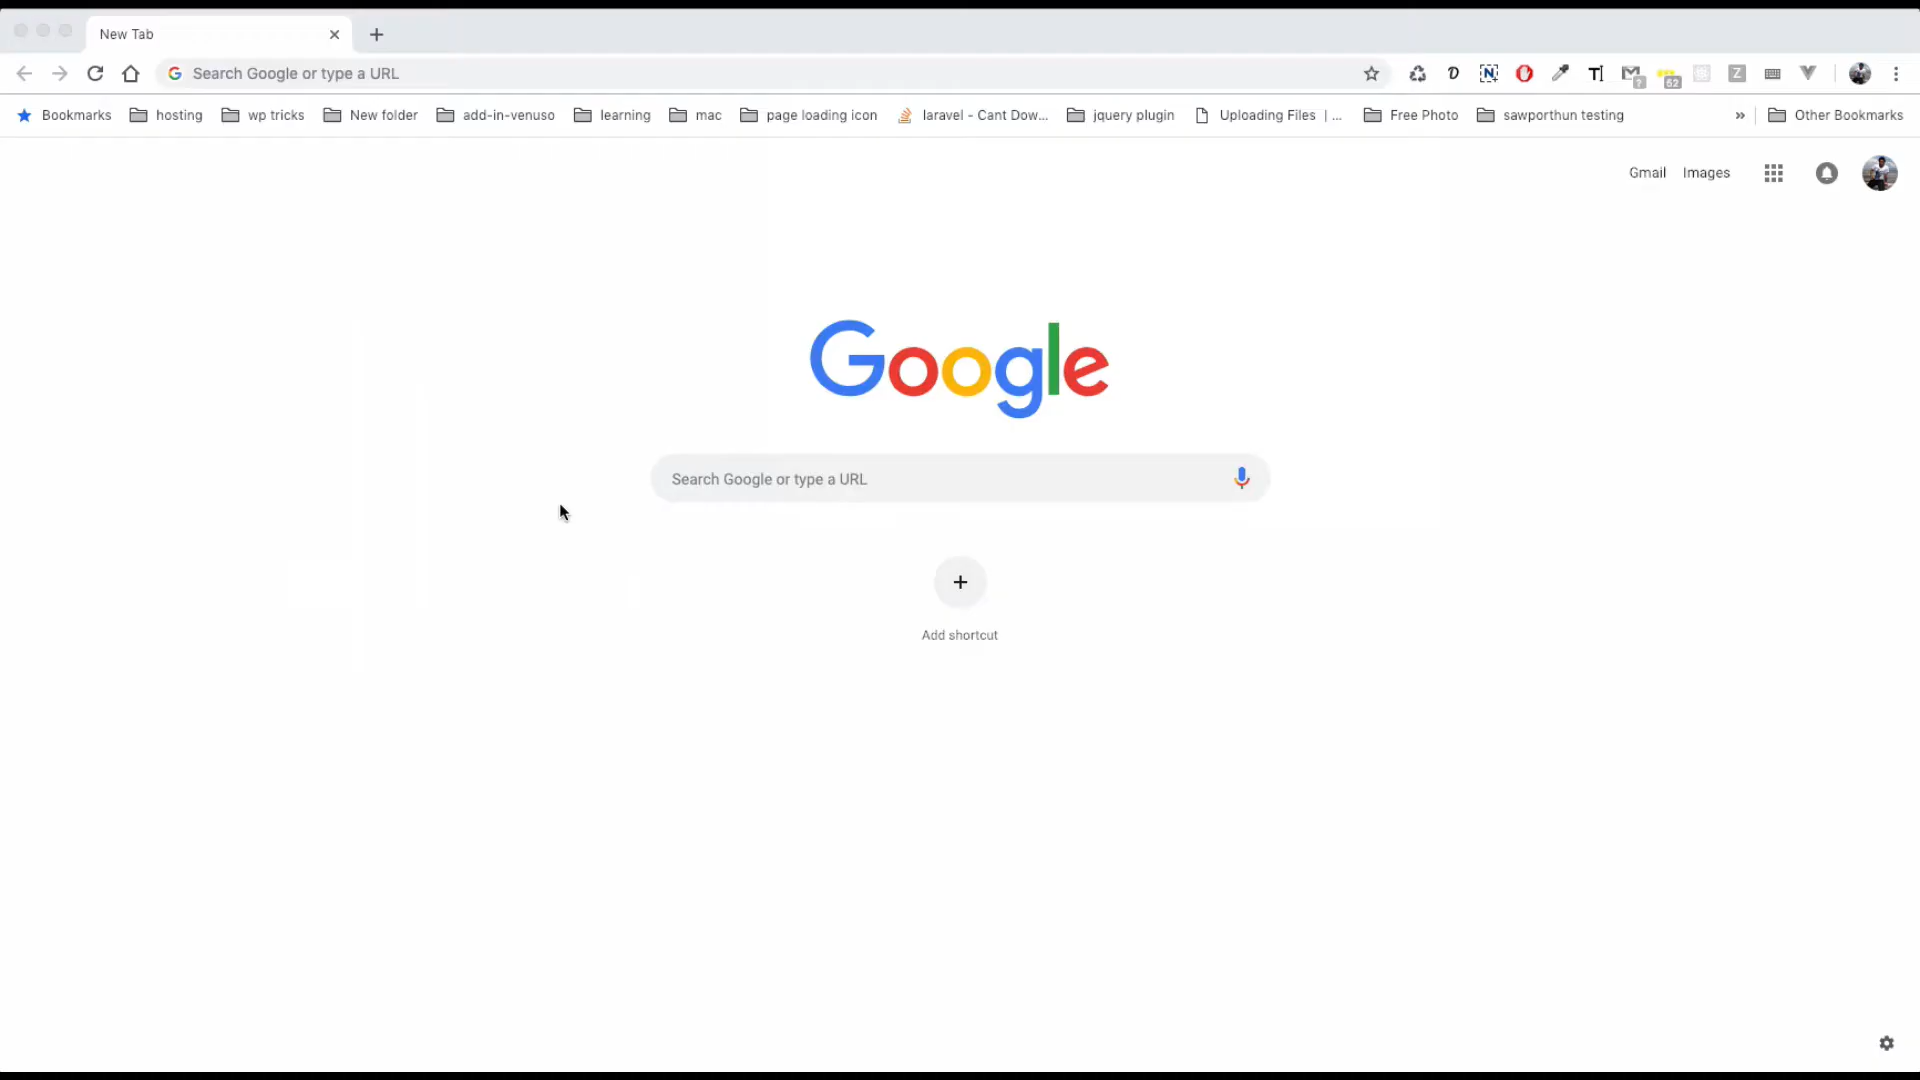 New Tab
Search Google or type a URL
62
Bookmarks hosting wp tricks New folder add-in-venuso learning mac page loading icon laravel - Cant Dow... jquery plugin Uploading Files | ... Free Photo sawporthun testing » Other Bookmarks
Gmail Images
Google
Search Google or type a URL
Add shortcut